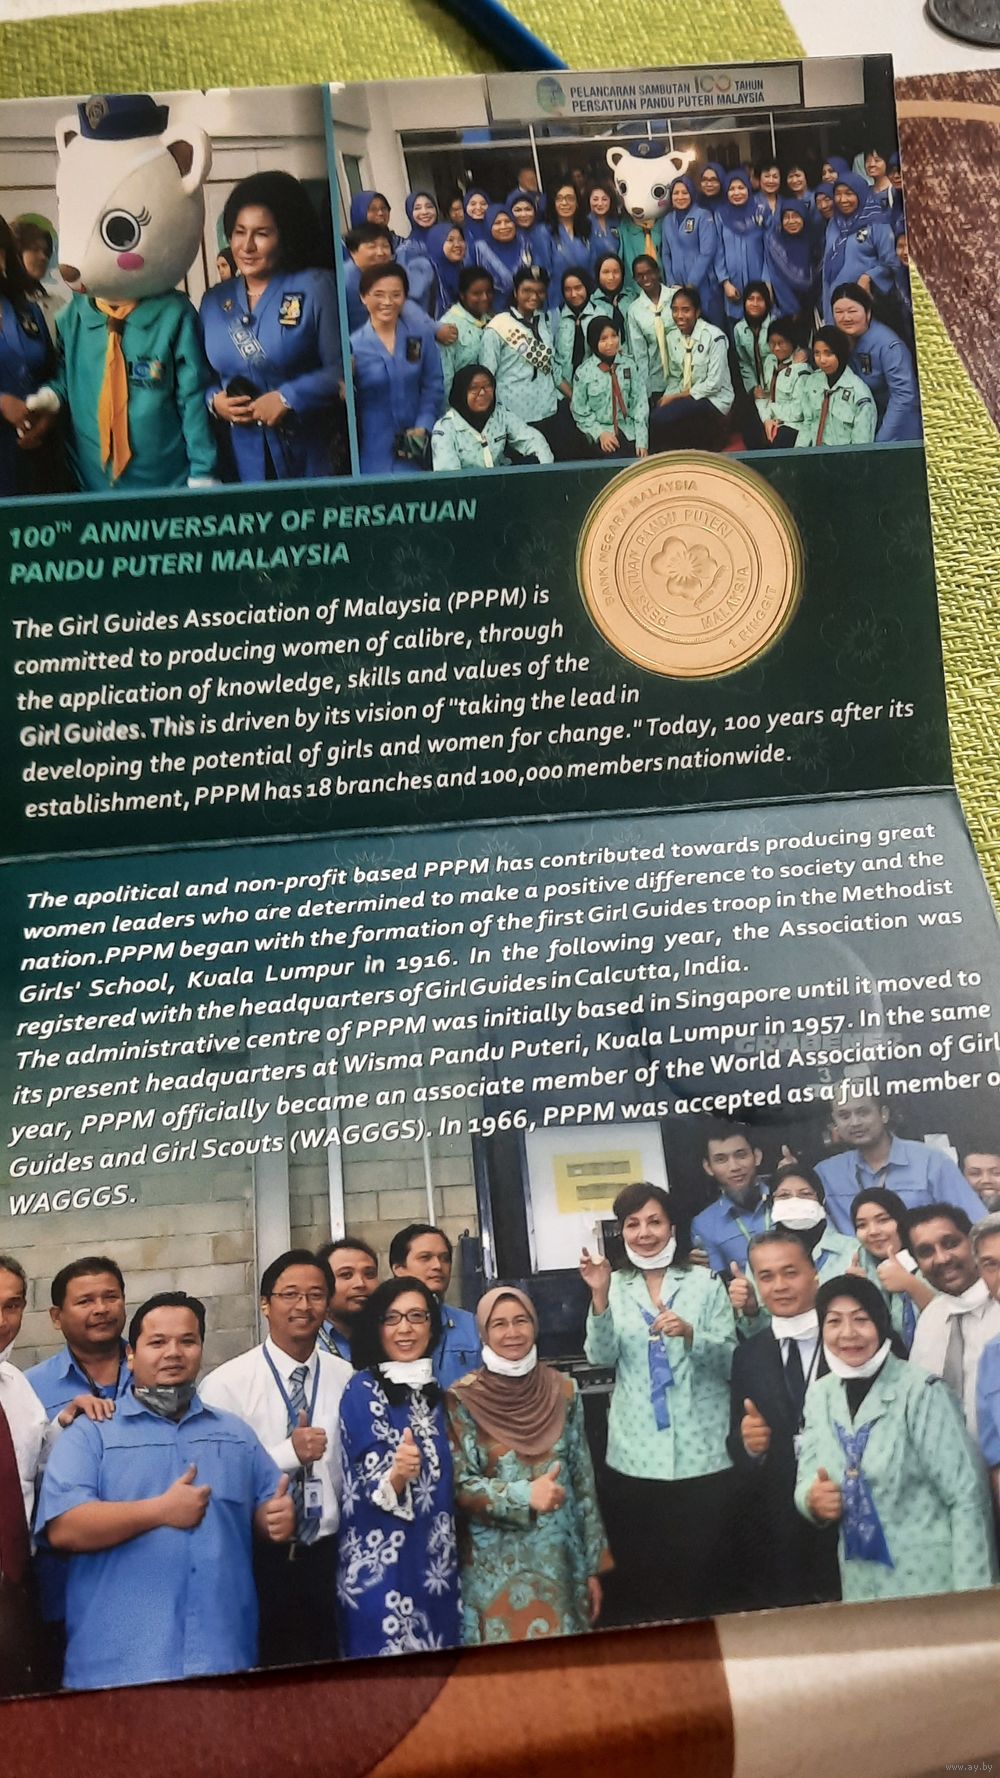 PELANCARAN SAMBUTAN 100 TAHUN
PERSATUAN PANDU PUTERI MALAYSIA
100TH ANNIVERSARY OF PERSATUAN
PANDU PUTERI MALAYSIA
BANK NEGARA MALAYSIA
PERSATUAN PANDU PUTERI
MALAYSIA
1 RINGGIT
The Girl Guides Association of Malaysia (PPPM) is
committed to producing women of calibre, through
the application of knowledge, skills and values of the
Girl Guides. This is driven by its vision of "taking the lead in
developing the potential of girls and women for change." Today, 100 years after its
establishment, PPPM has 18 branches and 100,000 members nationwide.
The apolitical and non-profit based PPPM has contributed towards producing great
women leaders who are determined to make a positive difference to society and the
nation.PPPM began with the formation of the first Girl Guides troop in the Methodist
Girls' School, Kuala Lumpur in 1916. In the following year, the Association was
registered with the headquarters of Girl Guides in Calcutta, India.
The administrative centre of PPPM was initially based in Singapore until it moved to
its present headquarters at Wisma Pandu Puteri, Kuala Lumpur in 1957. In the same
year, PPPM officially became an associate member of the World Association of Girl
Guides and Girl Scouts (WAGGGS). In 1966, PPPM was accepted as a full member o
WAGGGS.
GRABENER
www.ay.by